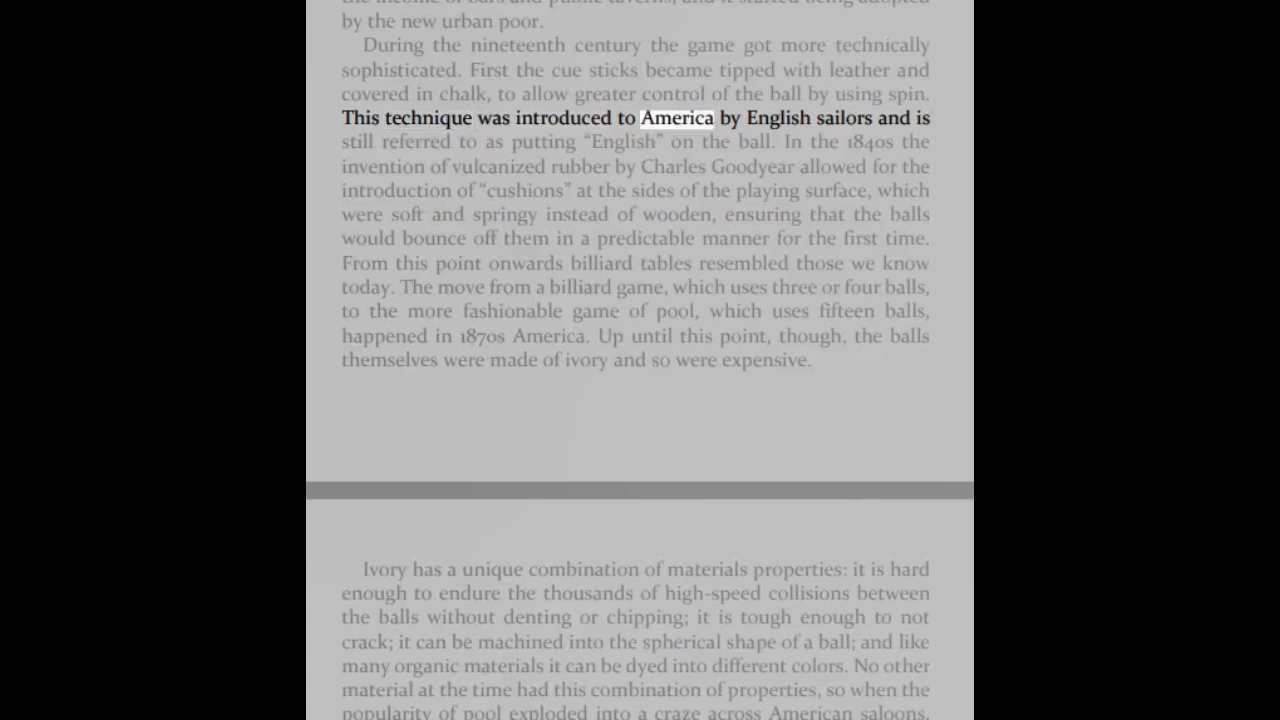 the income of bars and public taverns, and it started being adopted
by the new urban poor.
During the nineteenth century the game got more technically
sophisticated. First the cue sticks became tipped with leather and
covered in chalk, to allow greater control of the ball by using spin.
This technique was introduced to America by English sailors and is
still referred to as putting “English” on the ball. In the 1840s the
invention of vulcanized rubber by Charles Goodyear allowed for the
introduction of “cushions” at the sides of the playing surface, which
were soft and springy instead of wooden, ensuring that the balls
would bounce off them in a predictable manner for the first time.
From this point onwards billiard tables resembled those we know
today. The move from a billiard game, which uses three or four balls,
to the more fashionable game of pool, which uses fifteen balls,
happened in 1870s America. Up until this point, though, the balls
themselves were made of ivory and so were expensive.
Ivory has a unique combination of materials properties: it is hard
enough to endure the thousands of high-speed collisions between
the balls without denting or chipping; it is tough enough to not
crack; it can be machined into the spherical shape of a ball; and like
many organic materials it can be dyed into different colors. No other
material at the time had this combination of properties, so when the
popularity of pool exploded into a craze across American saloons,